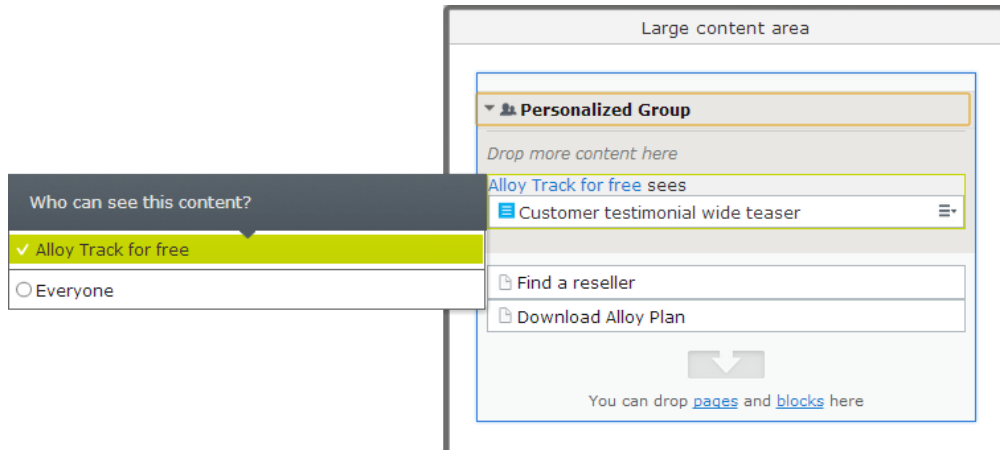 Large content area
Personalized Group
Drop more content here
Alloy Track for free sees
Customer testimonial wide teaser
Who can see this content?
Alloy Track for free
Everyone
Find a reseller
Download Alloy Plan
You can drop pages and blocks here